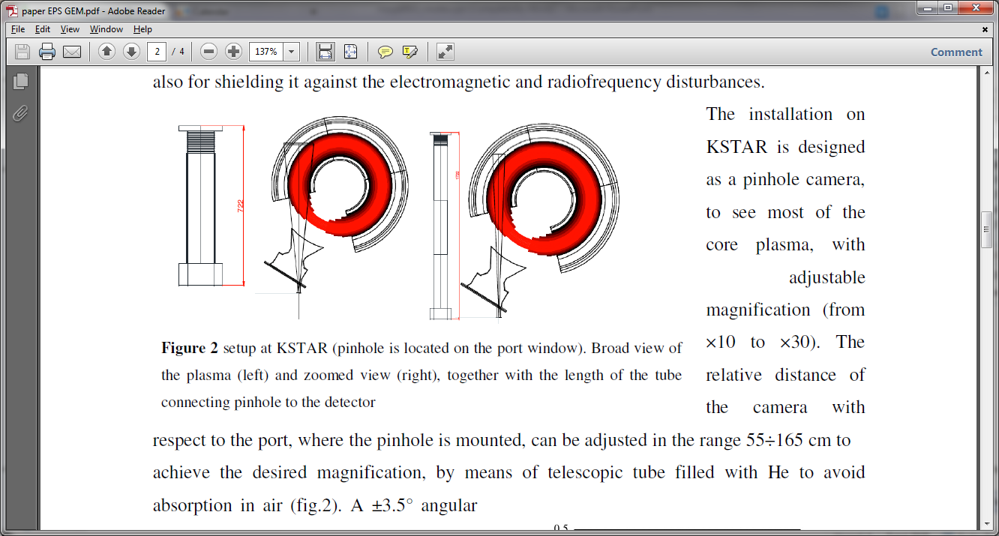 paper EPS GEM.pdf - Adobe Reader
File Edit View Window Help
2 / 4 137% Comment
also for shielding it against the electromagnetic and radiofrequency disturbances.
722
The installation on
KSTAR is designed
as a pinhole camera,
to see most of the
core plasma, with
adjustable
magnification (from
×10 to ×30). The
relative distance of
the camera with
Figure 2 setup at KSTAR (pinhole is located on the port window). Broad view of
the plasma (left) and zoomed view (right), together with the length of the tube
connecting pinhole to the detector
respect to the port, where the pinhole is mounted, can be adjusted in the range 55÷165 cm to
achieve the desired magnification, by means of telescopic tube filled with He to avoid
absorption in air (fig.2). A ±3.5° angular
0.5